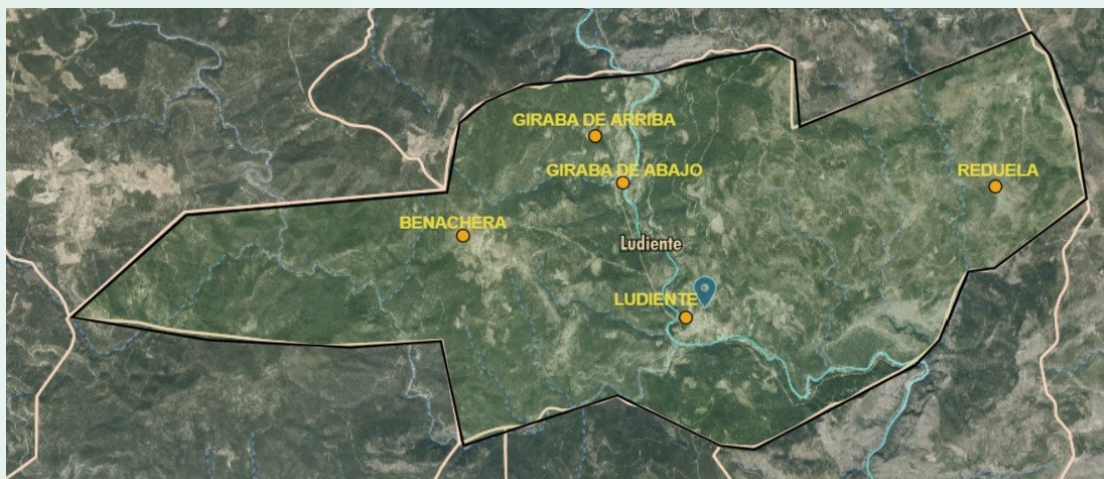 GIRABA DE ARRIBA
GIRABA DE ABAJO
REDUELA
BENACHERA
Ludiente
LUDIENTE